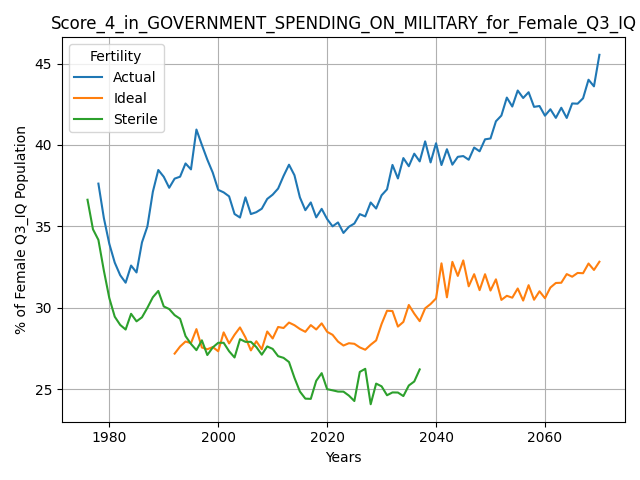 Score_4_in_GOVERNMENT_SPENDING_ON_MILITARY_for_Female_Q3_IQ
Fertility
Actual
Ideal
Sterile
% of Female Q3_IQ Population
45
40
35
30
25
1980
2000
2020
2040
2060
Years